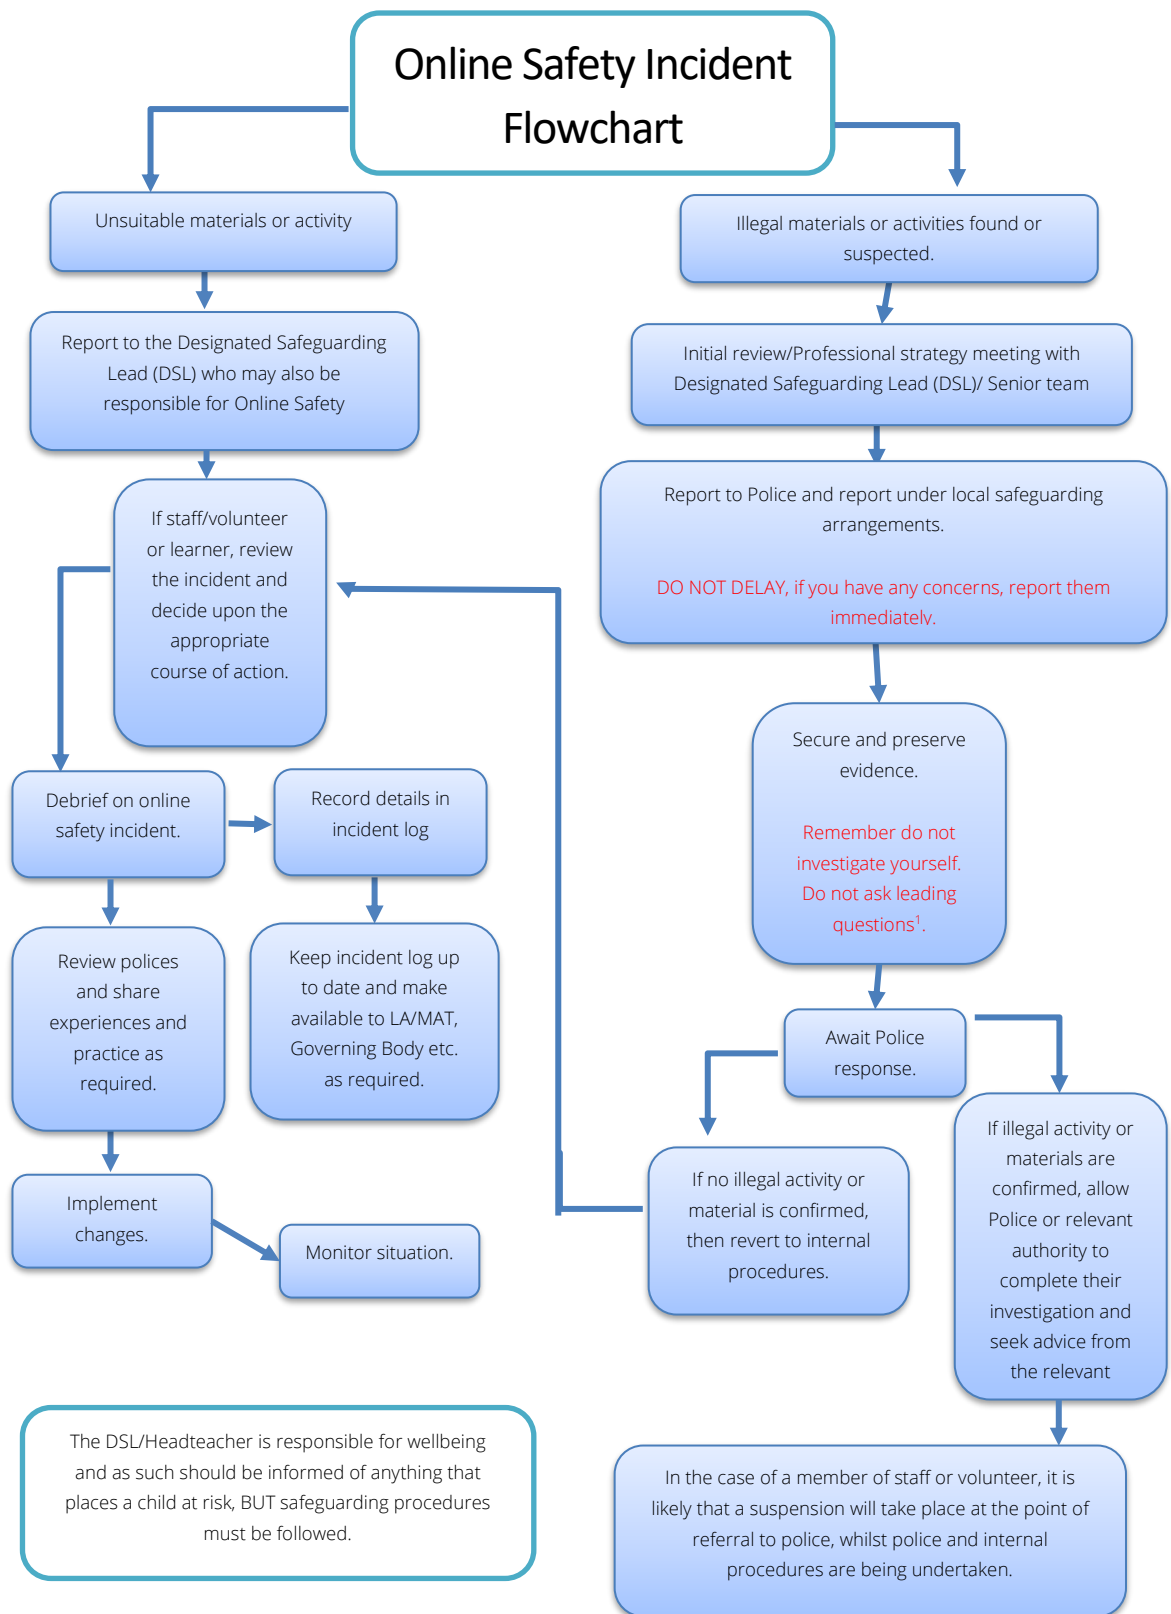 Online Safety Incident
Flowchart
Unsuitable materials or activity
Report to the Designated Safeguarding
Lead (DSL) who may also be
responsible for Online Safety
If staff/volunteer
or learner, review
the incident and
decide upon the
appropriate
course of action.
Debrief on online
safety incident.
Record details in
incident log
Review polices
and share
experiences and
practice as
required.
Keep incident log up
to date and make
available to LA/MAT,
Governing Body etc.
as required.
Implement
changes.
Monitor situation.
Illegal materials or activities found or
suspected.
Initial review/Professional strategy meeting with
Designated Safeguarding Lead (DSL)/ Senior team
Report to Police and report under local safeguarding
arrangements.
DO NOT DELAY, if you have any concerns, report them
immediately.
Secure and preserve
evidence.
Remember do not
investigate yourself.
Do not ask leading
questions¹.
Await Police
response.
If no illegal activity or
material is confirmed,
then revert to internal
procedures.
If illegal activity or
materials are
confirmed, allow
Police or relevant
authority to
complete their
investigation and
seek advice from
the relevant
In the case of a member of staff or volunteer, it is
likely that a suspension will take place at the point of
referral to police, whilst police and internal
procedures are being undertaken.
The DSL/Headteacher is responsible for wellbeing
and as such should be informed of anything that
places a child at risk, BUT safeguarding procedures
must be followed.